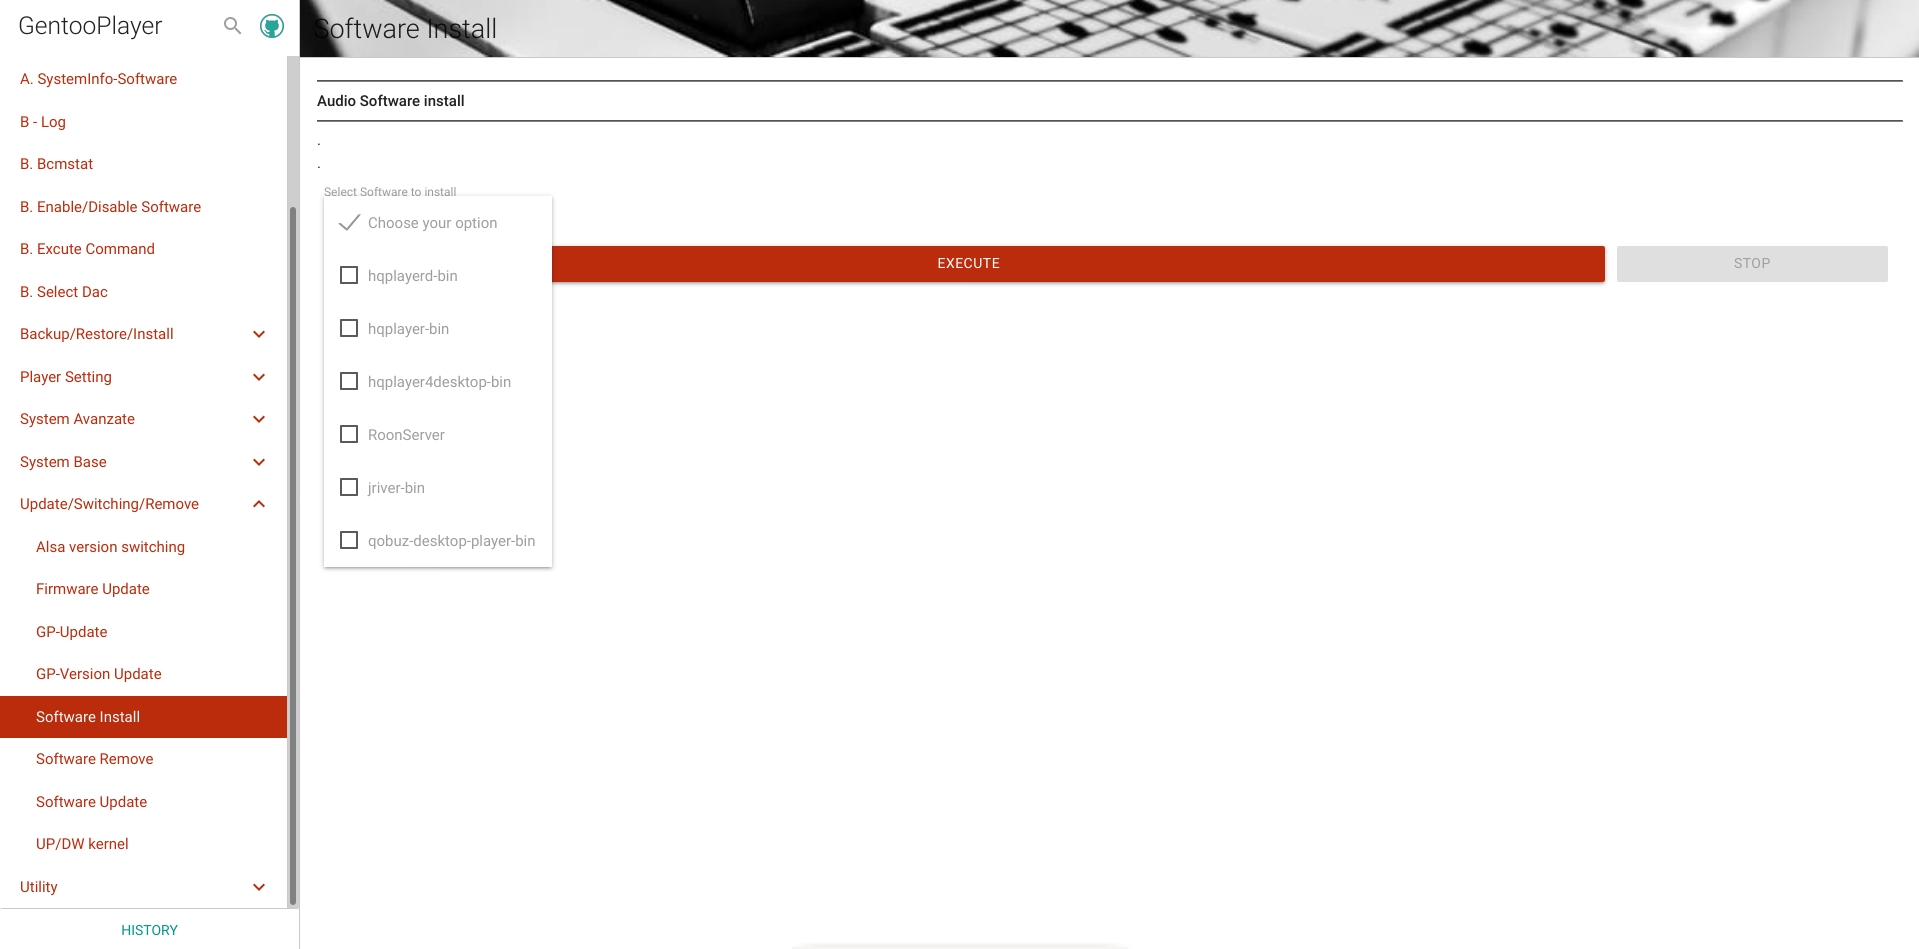 GentooPlayer
A. SystemInfo-Software
B - Log
B. Bcmstat
B. Enable/Disable Software
B. Excute Command
B. Select Dac
Backup/Restore/Install
Player Setting
System Avanzate
System Base
Update/Switching/Remove
Alsa version switching
Firmware Update
GP-Update
GP-Version Update
Software Install
Software Remove
Software Update
UP/DW kernel
Utility
HISTORY
Software Install
Audio Software install
.
.
Select Software to install
Choose your option
hqplayerd-bin
hqplayer-bin
hqplayer4desktop-bin
RoonServer
jriver-bin
qobuz-desktop-player-bin
EXECUTE
STOP